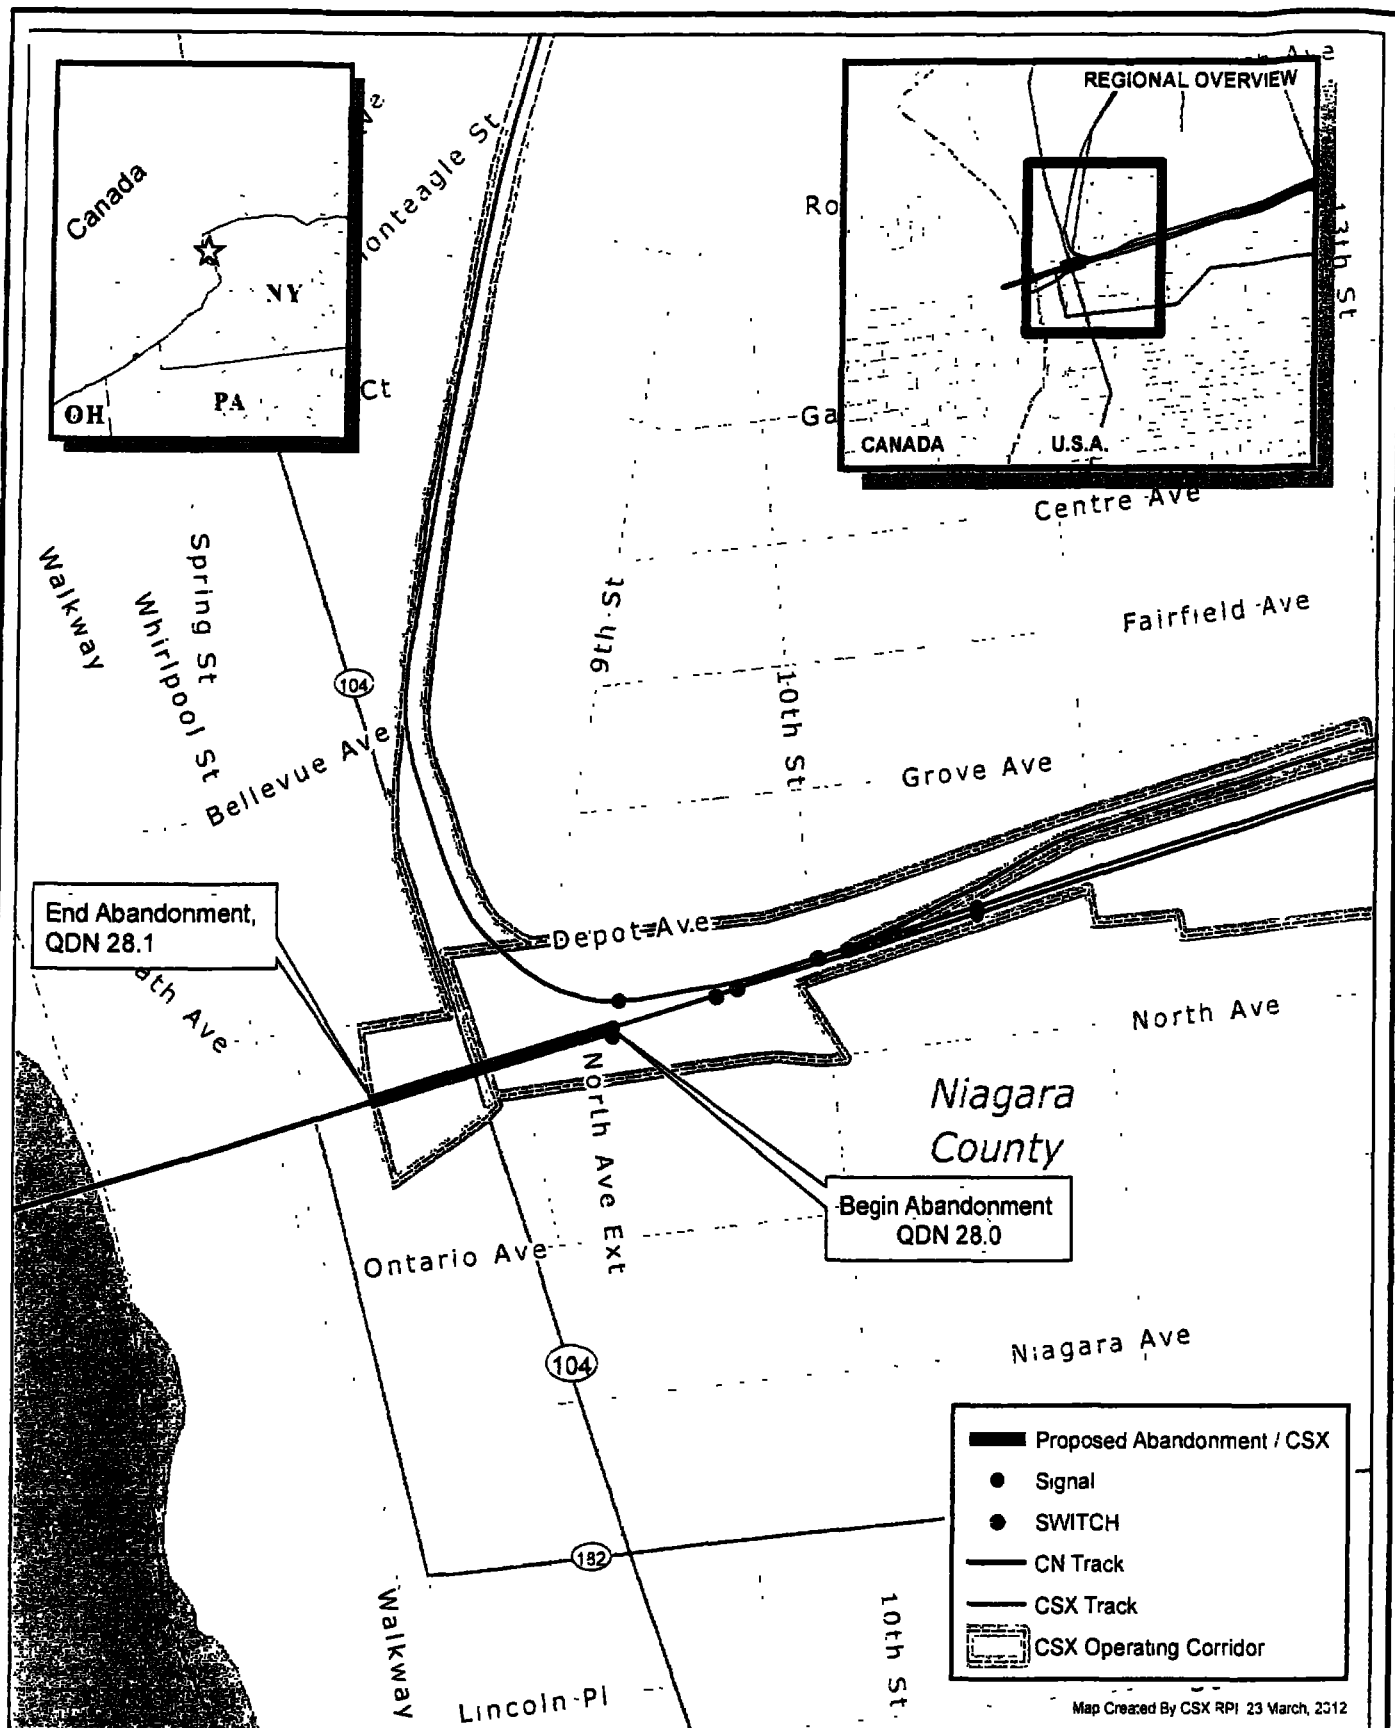 REGIONAL OVERVIEW
CANADA
U.S.A.
Canada
NY
PA
OH
Ct
Ro
Ga
13th St
Centre Ave
Fairfield Ave
Grove Ave
9th St
10th St
Walkway
Spring St
Whirlpool St
104
Bellevue Ave
End Abandonment,
QDN 28.1
Depot Ave
Ave
North Ave
Niagara
County
North Ave Ext
Begin Abandonment
QDN 28.0
Ontario Ave
104
Niagara Ave
182
Walkway
Lincoln Pl
10th St
Proposed Abandonment / CSX
Signal
SWITCH
CN Track
CSX Track
CSX Operating Corridor
Map Created By CSX RPI 23 March, 2012